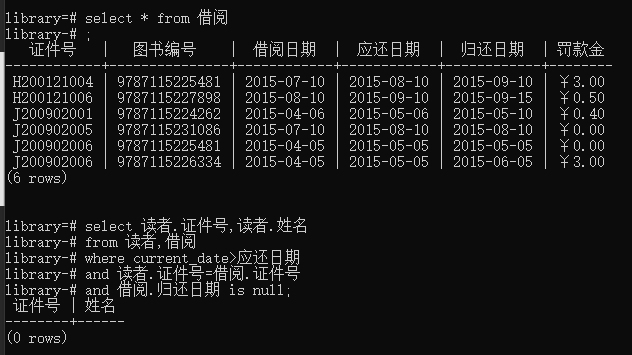 library=# select * from 借阅
library-# ;
证件号 | 图书编号 | 借阅日期 | 应还日期 | 归还日期 | 罚款金
-----------+---------------+------------+------------+------------+--------
H200121004 | 9787115225481 | 2015-07-10 | 2015-08-10 | 2015-09-10 | ￥3.00
H200121006 | 9787115227898 | 2015-08-10 | 2015-09-10 | 2015-09-15 | ￥0.50
J200902001 | 9787115224262 | 2015-04-06 | 2015-05-06 | 2015-05-10 | ￥0.40
J200902005 | 9787115231086 | 2015-07-10 | 2015-08-10 | 2015-08-05 | ￥0.00
J200902006 | 9787115225481 | 2015-04-05 | 2015-05-05 | 2015-05-05 | ￥0.00
J200902006 | 9787115226334 | 2015-04-05 | 2015-05-05 | 2015-06-05 | ￥3.00
(6 rows)
library=# select 读者.证件号,读者.姓名
library-# from 读者,借阅
library-# where current_date>应还日期
library-# and 读者.证件号=借阅.证件号
library-# and 借阅.归还日期 is null;
证件号 | 姓名
--------+------
(0 rows)